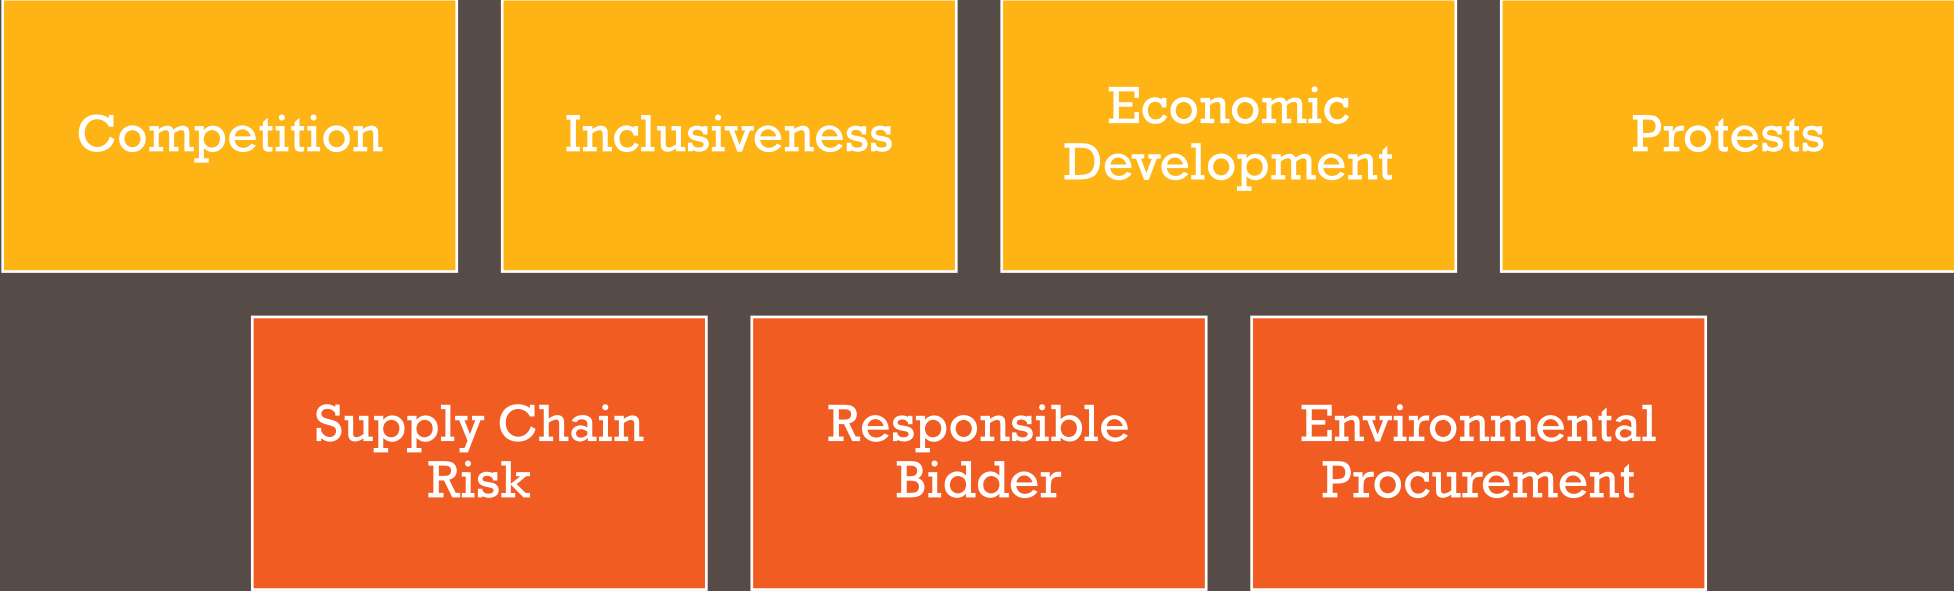 Competition
Inclusiveness
Economic
Development
Protests
Supply Chain
Risk
Responsible
Bidder
Environmental
Procurement